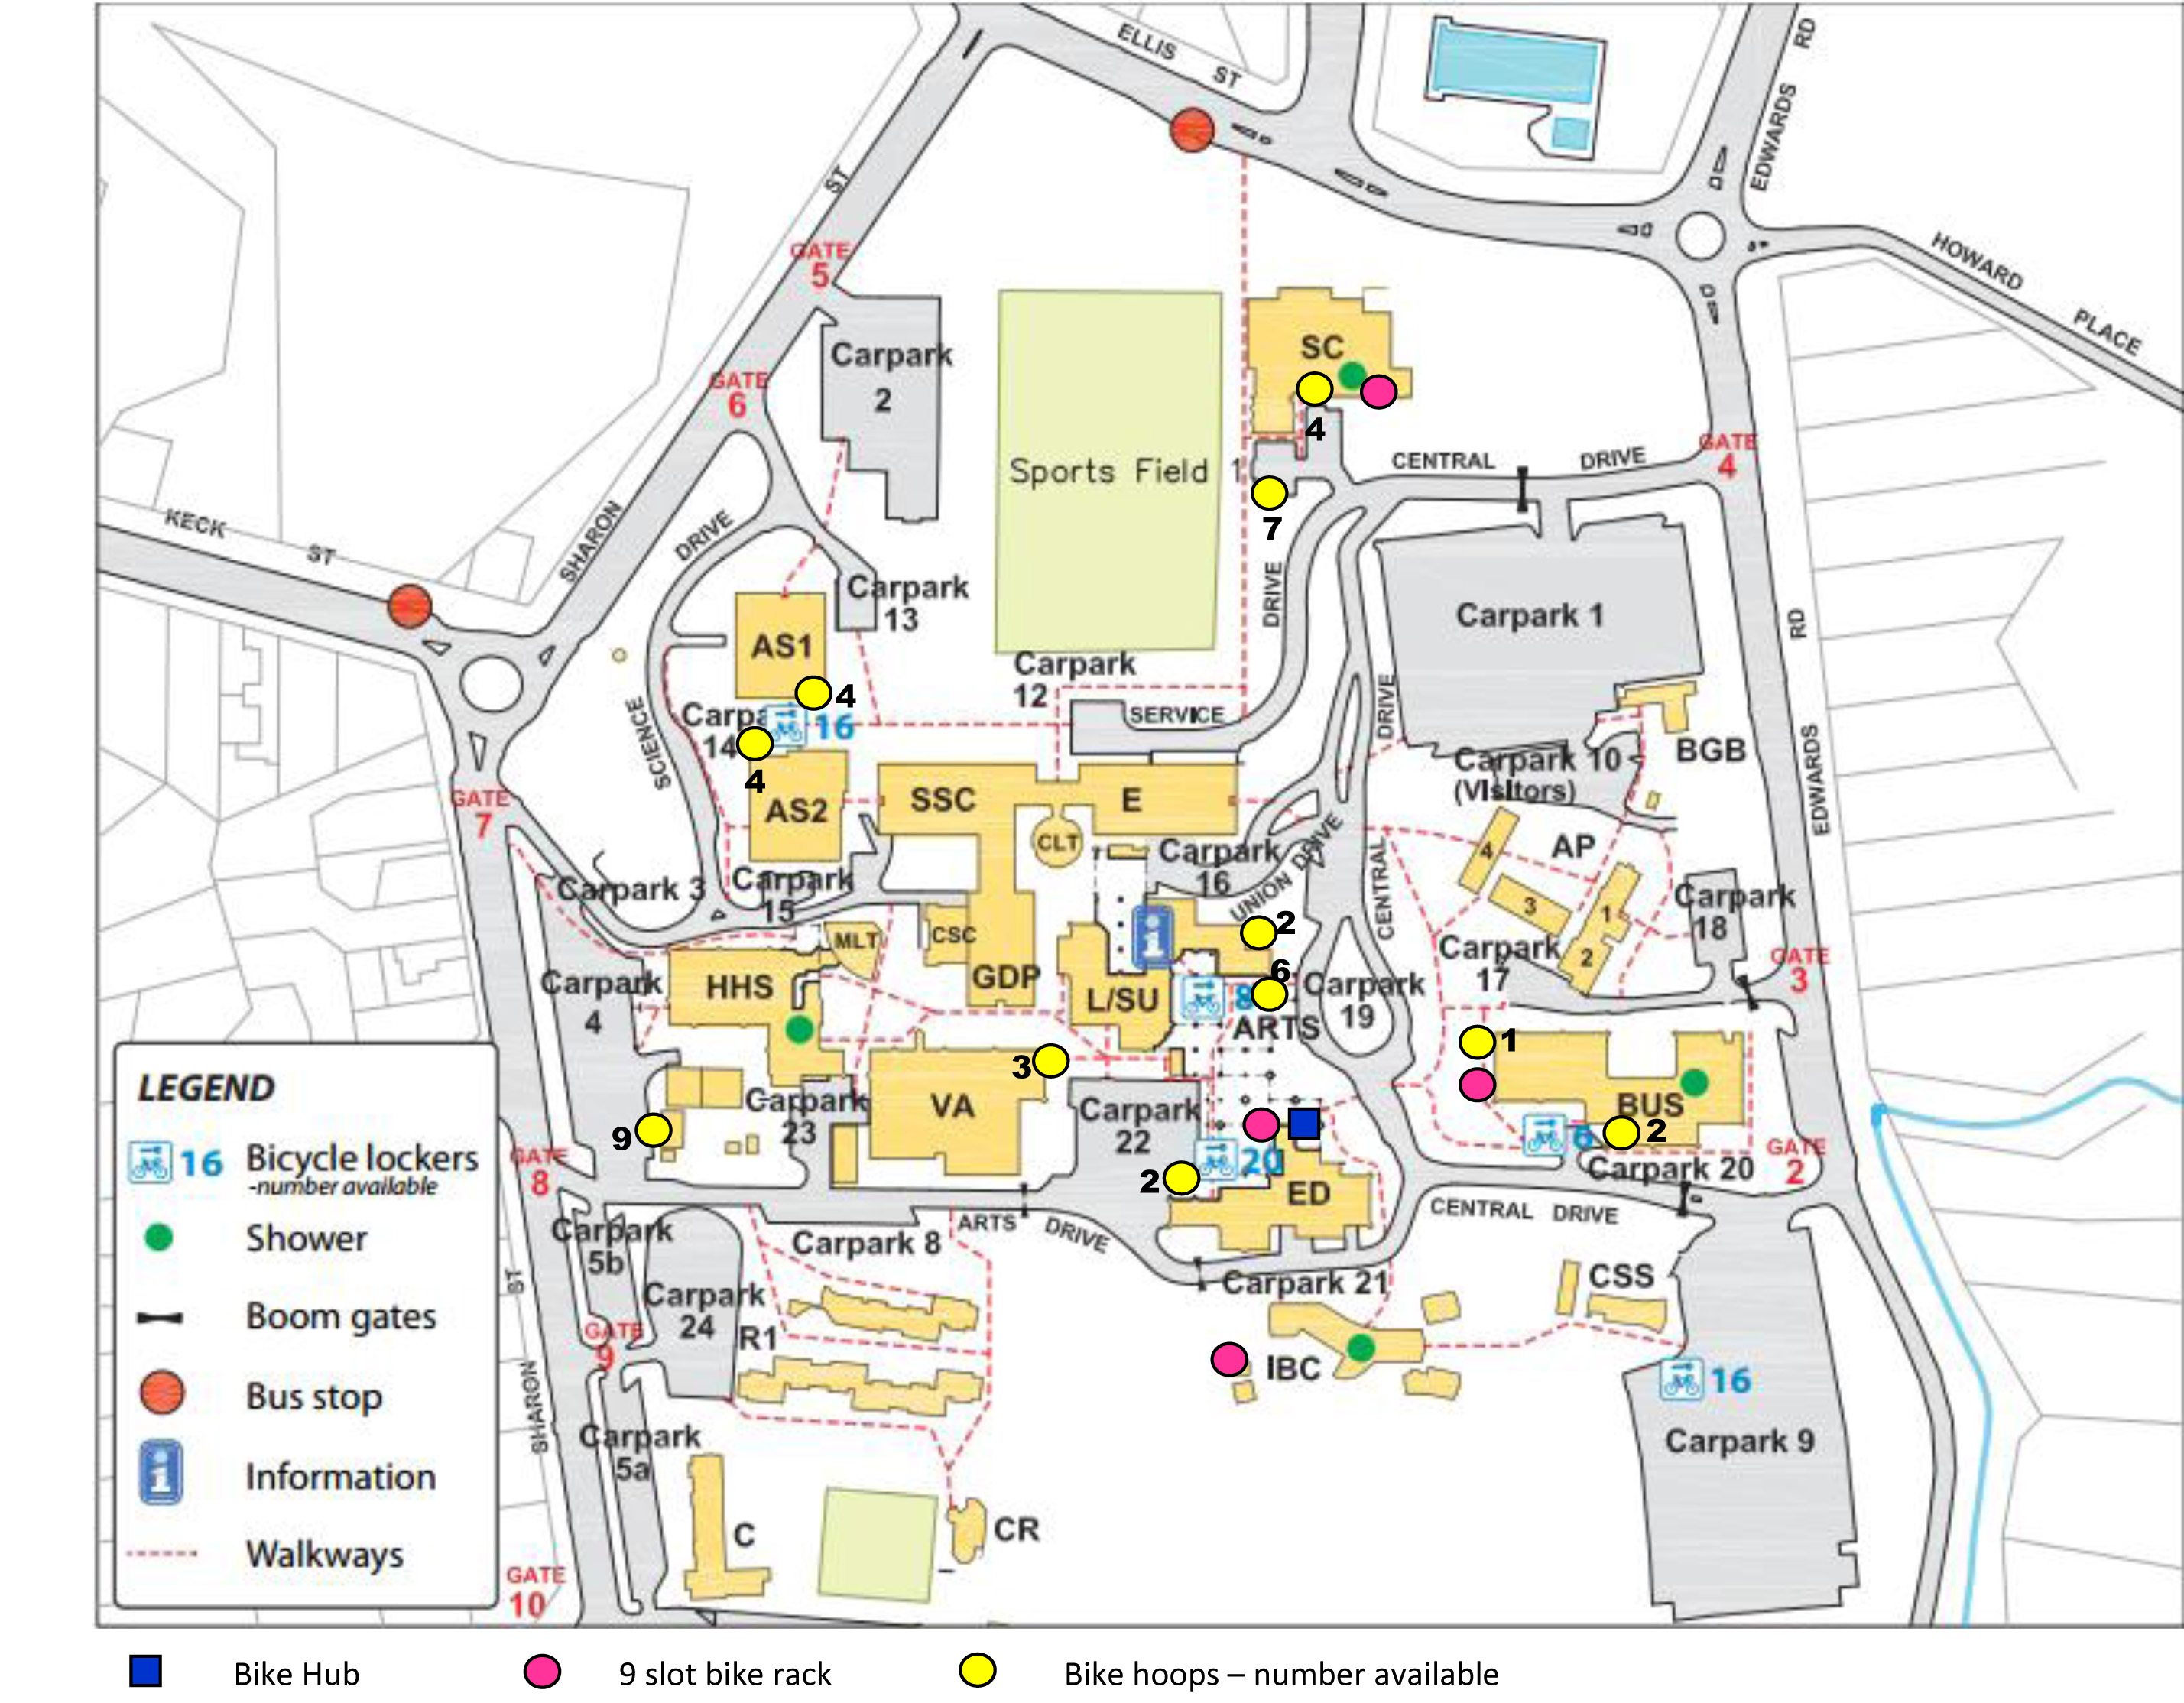 ELLIS
ST
EDWARDS
RD
HOWARD
PLACE
ST
GATE
5
Carpark
2
SC
4
GATE
6
GATE
4
CENTRAL
DRIVE
Sports Field
1
7
KECK
ST
SHARON
DRIVE
Carpark
13
DRIVE
Carpark 1
RD
AS1
4
Carpark
12
SERVICE
DRIVE
SCIENCE
Carpa
14
16
4
BGB
Carpark 10
(Visitors)
EDWARDS
GATE
7
AS2
SSC
E
CLT
Carpark
16
UNION DRIVE
CENTRAL
AP
4
3
1
2
Carpark
18
Carpark 3
Carpark
15
MLT
CSC
GDP
2
Carpark
17
GATE
3
Carpark
4
HHS
L/SU
8
6
ARTS
Carpark
19
1
LEGEND
16 Bicycle lockers
-number available
Shower
Boom gates
Bus stop
Information
Walkways
3
VA
Carpark
23
9
Carpark
22
BUS
6
2
GATE
8
2
20
ED
Carpark 20
GATE
2
Carpark
5b
Carpark 8
ARTS
DRIVE
CENTRAL DRIVE
ST
Carpark
24
Carpark 21
CSS
GATE
9
R1
IBC
16
SHARON
Carpark
5a
Carpark 9
C
CR
GATE
10
Bike Hub
9 slot bike rack
Bike hoops – number available